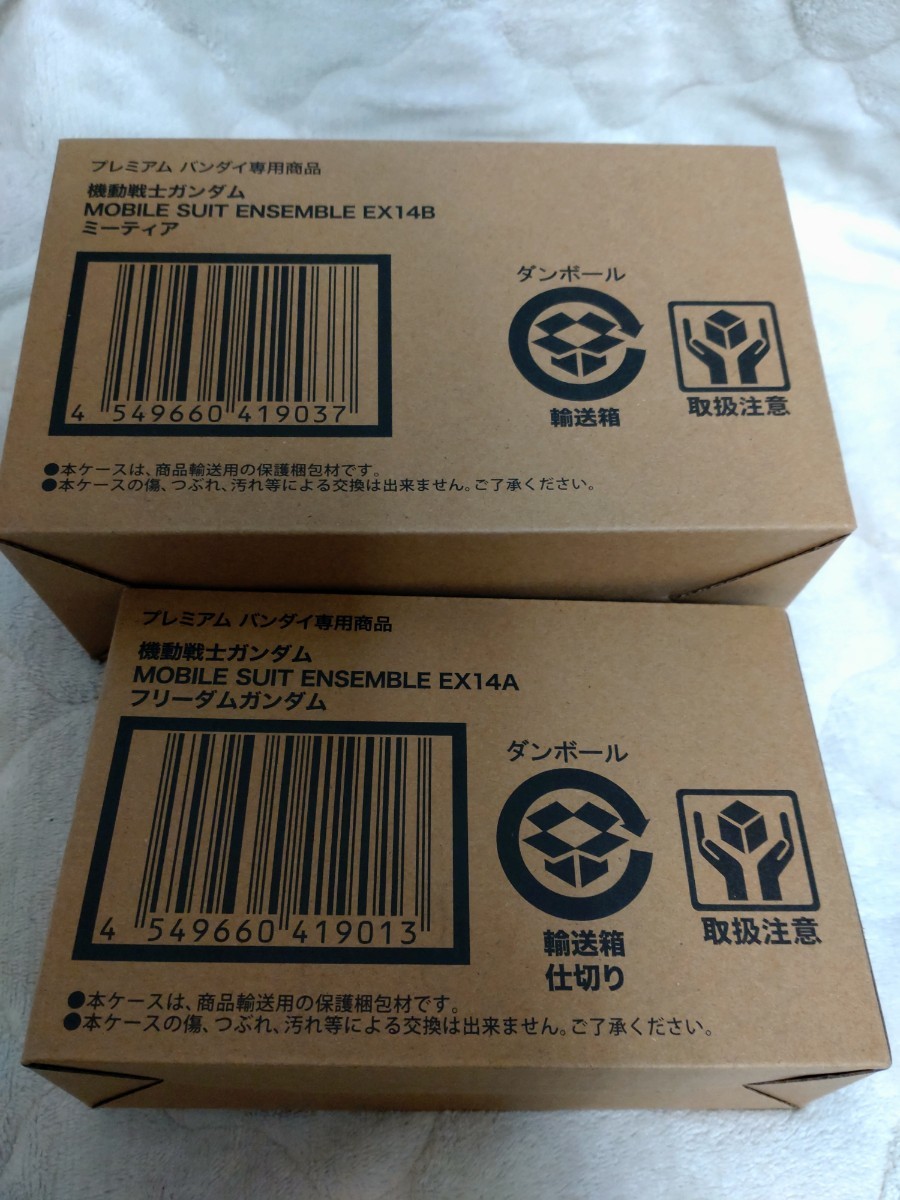 プレミアム バンダイ専用商品
機動戦士ガンダム
MOBILE SUIT ENSEMBLE EX14B
ミーティア
4 549660 419037
ダンボール
輸送箱
取扱注意
●本ケースは、商品輸送用の保護梱包材です。
●本ケースの傷、つぶれ、汚れ等による交換は出来ません。ご了承ください。
プレミアム バンダイ専用商品
機動戦士ガンダム
MOBILE SUIT ENSEMBLE EX14A
フリーダムガンダム
4 549660 419013
ダンボール
輸送箱
仕切り
取扱注意
●本ケースは、商品輸送用の保護梱包材です。
●本ケースの傷、つぶれ、汚れ等による交換は出来ません。ご了承ください。